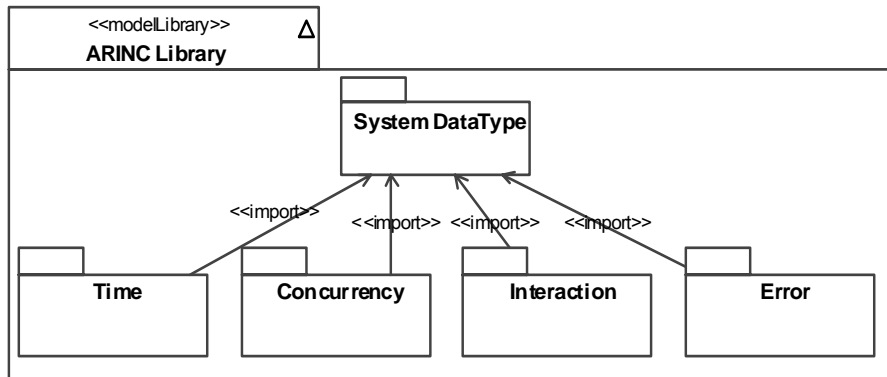 <<modelLibrary>>
ARINC Library
System DataType
<<import>>
<<import>>
<<import>>
<<import>>
Time
Concurrency
Interaction
Error